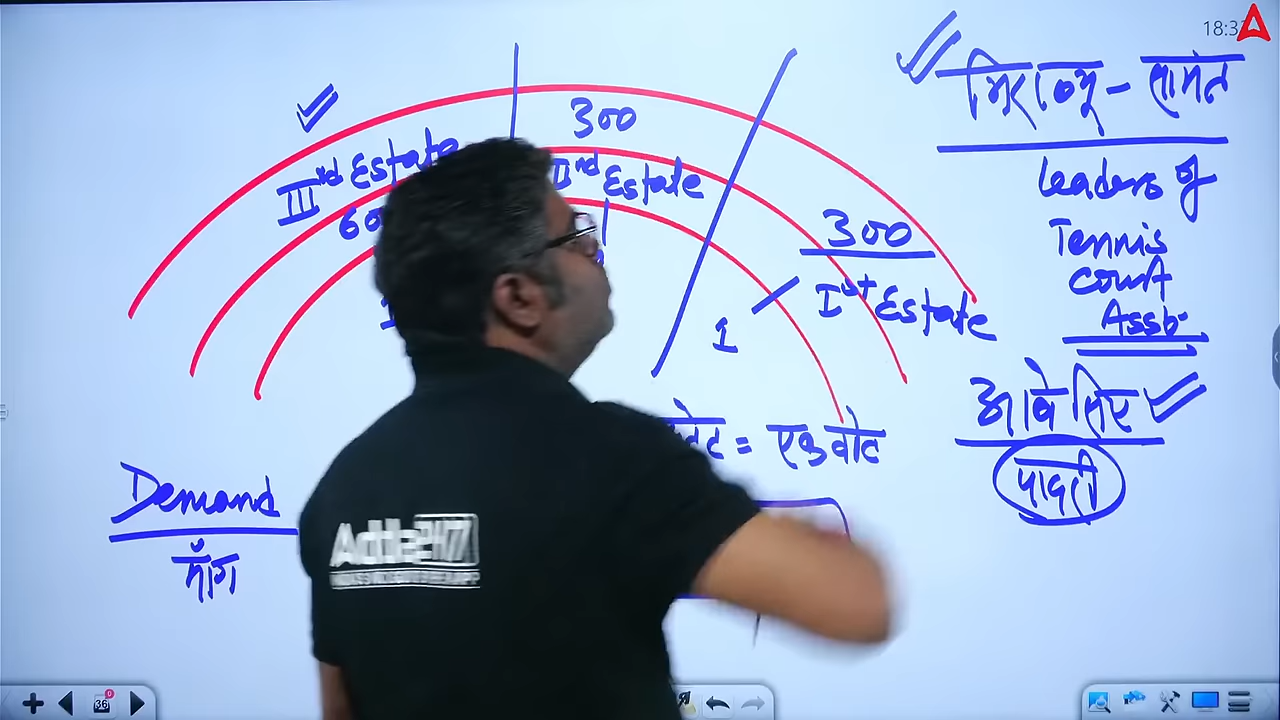 IIIrd Estate
300
IInd Estate
300
Ist Estate
1
= एक वोट
Demand
माँग
मिराब्यू - सामंत
leaders of
Tennis
court
Assb.
आबे सिए
पादरी
Adda247
18:3
36